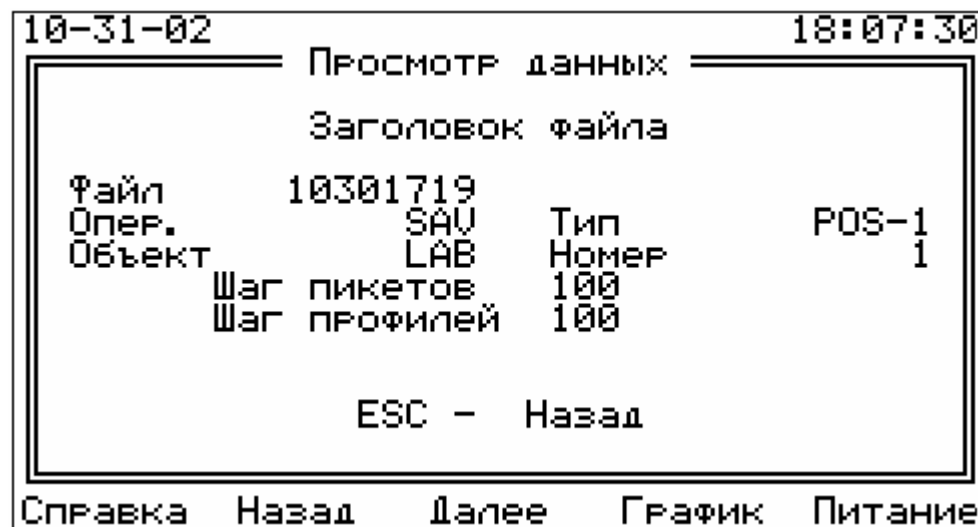 10-31-02 18:07:30
Просмотр данных
Заголовок файла
Файл 10301719
Опер. SAV Тип POS-1
Объект LAB Номер 1
Шаг пикетов 100
Шаг профилей 100
ESC - Назад
Справка Назад Далее График Питание